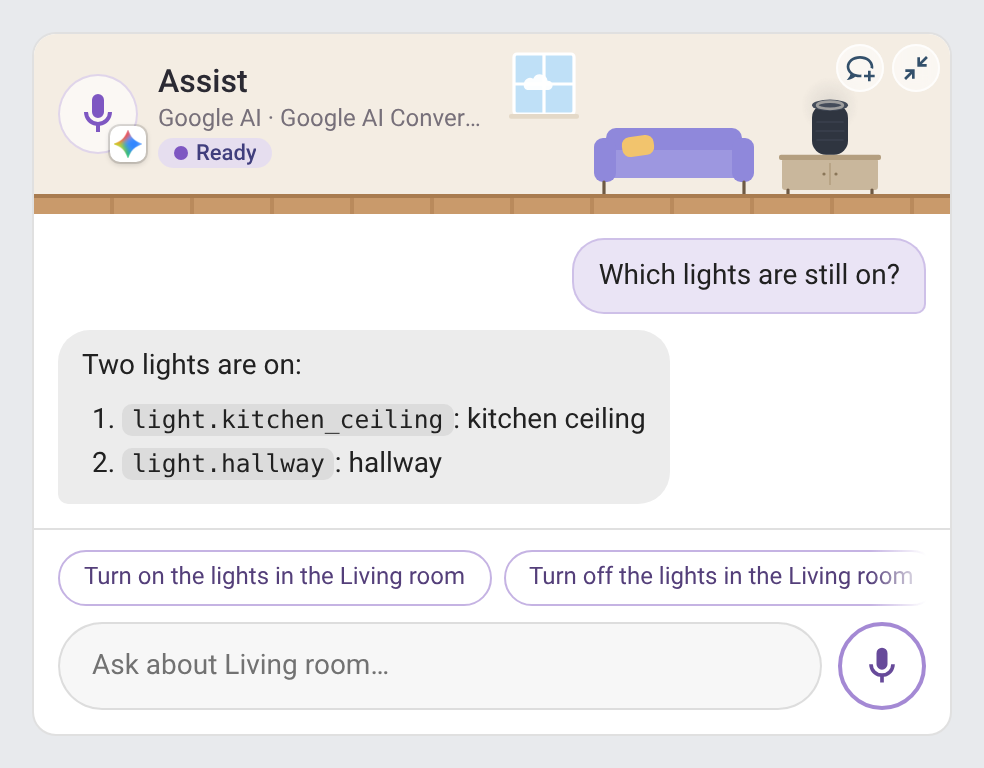 Assist
Google AI · Google AI Conver…
Ready
Which lights are still on?
Two lights are on:
1. light.kitchen_ceiling: kitchen ceiling
2. light.hallway: hallway
Turn on the lights in the Living room
Turn off the lights in the Living room
Ask about Living room…